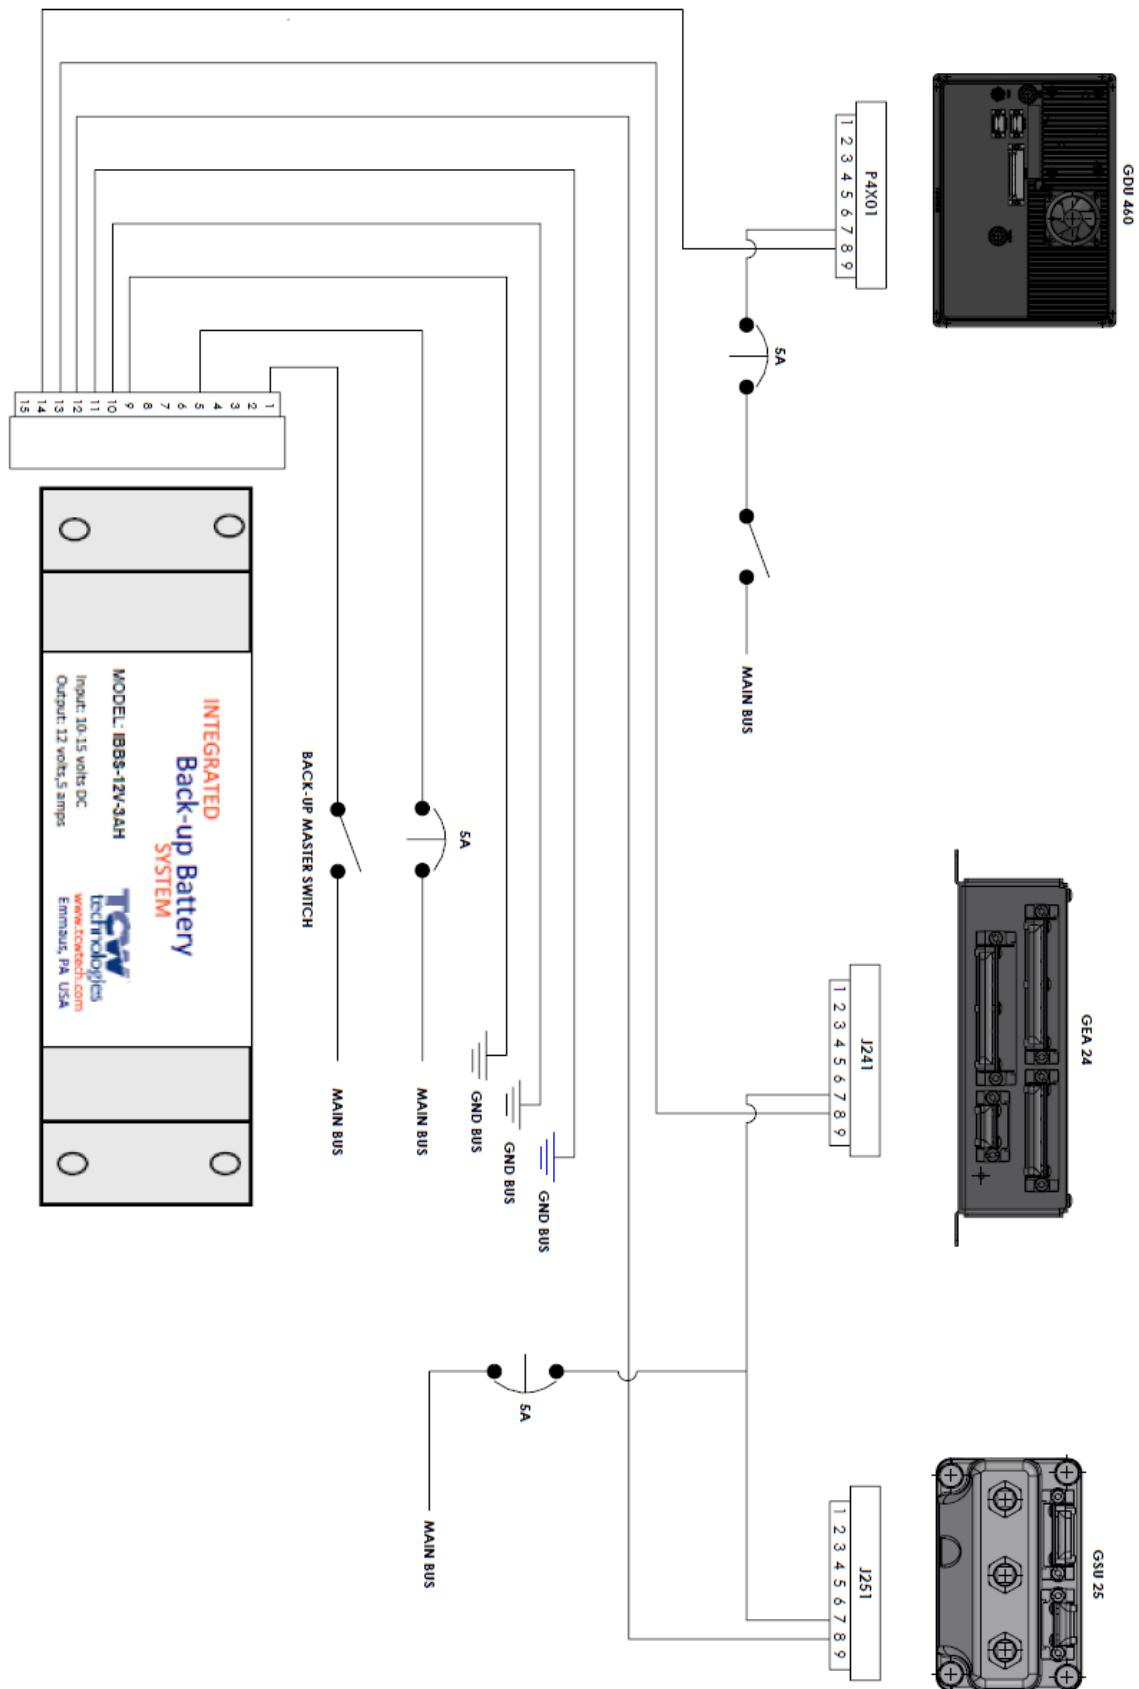 GDU 460
P4X01
1 2 3 4 5 6 7 8 9
5A
MAIN BUS
GEA 24
J241
1 2 3 4 5 6 7 8 9
GSU 25
J251
1 2 3 4 5 6 7 8 9
5A
MAIN BUS
GND BUS
GND BUS
GND BUS
5A
MAIN BUS
BACK-UP MASTER SWITCH
MAIN BUS
1 2 3 4 5 6 7 8 9 10 11 12 13 14 15
INTEGRATED
Back-up Battery
SYSTEM
MODEL: IBBS-12V-3AH
Input: 10-15 volts DC
Output: 12 volts,5 amps
TCW
technologies
www.tcwtech.com
Emmaus, PA USA